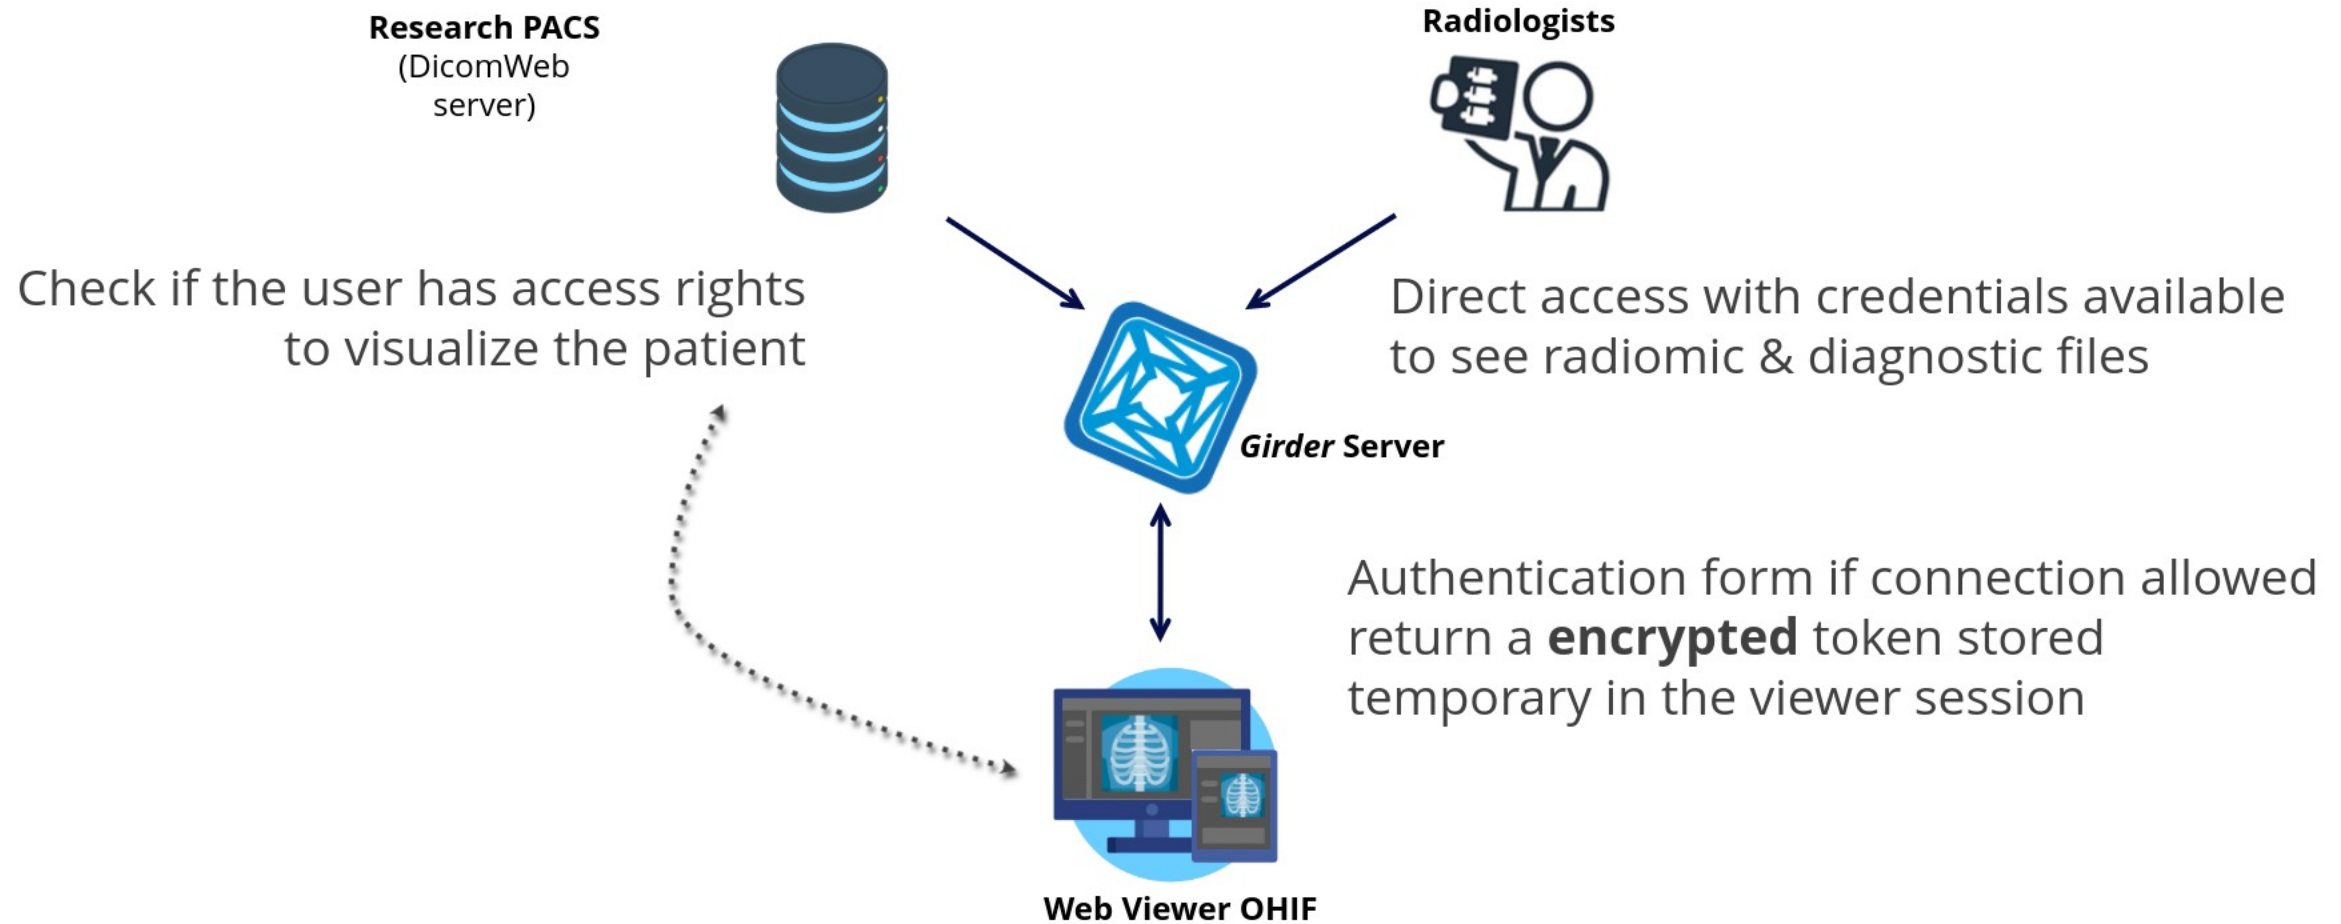 Research PACS
(DicomWeb
server)
Radiologists
Check if the user has access rights
to visualize the patient
Direct access with credentials available
to see radiomic & diagnostic files
Girder Server
Authentication form if connection allowed
return a encrypted token stored
temporary in the viewer session
Web Viewer OHIF